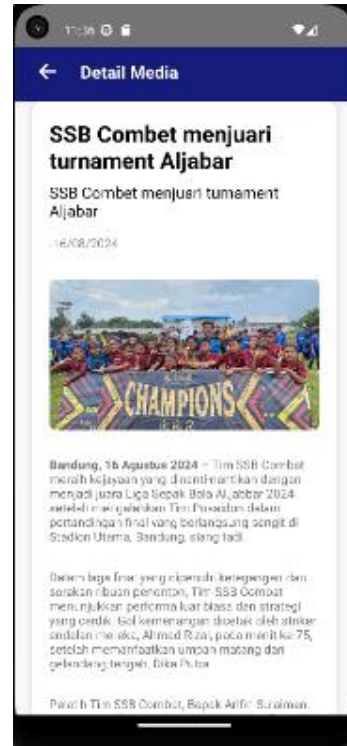 11:36
Detail Media
SSB Combet menjuari
turnament Aljabar
SSB Combet menjuari turnament
Aljabar
16/08/2024
CHAMPIONS
Bandung, 16 Agustus 2024 – Tim SSB Combet
meraih kejayaan yang dinanti-nantikan dengan
menjadi juara Liga Sepak Bola Al jabbar 2024
setelah mengalahkan Tim Poseidon dalam
pertandingan final yang berlangsung sengit di
Stadion Utama, Bandung, siang tadi.
Dalam laga final yang dipenuhi ketegangan dan
sorakan ribuan penonton, Tim SSB Combet
menunjukkan performa luar biasa dan strategi
yang cerdik. Gol kemenangan dicetak oleh striker
andalan mereka, Ahmad Rizal, pada menit ke 75,
setelah memanfaatkan umpan matang dari
gelandang tengah, Dika Putra
Pelatih Tim SSB Combet, Bapak Arifin Sulaiman,